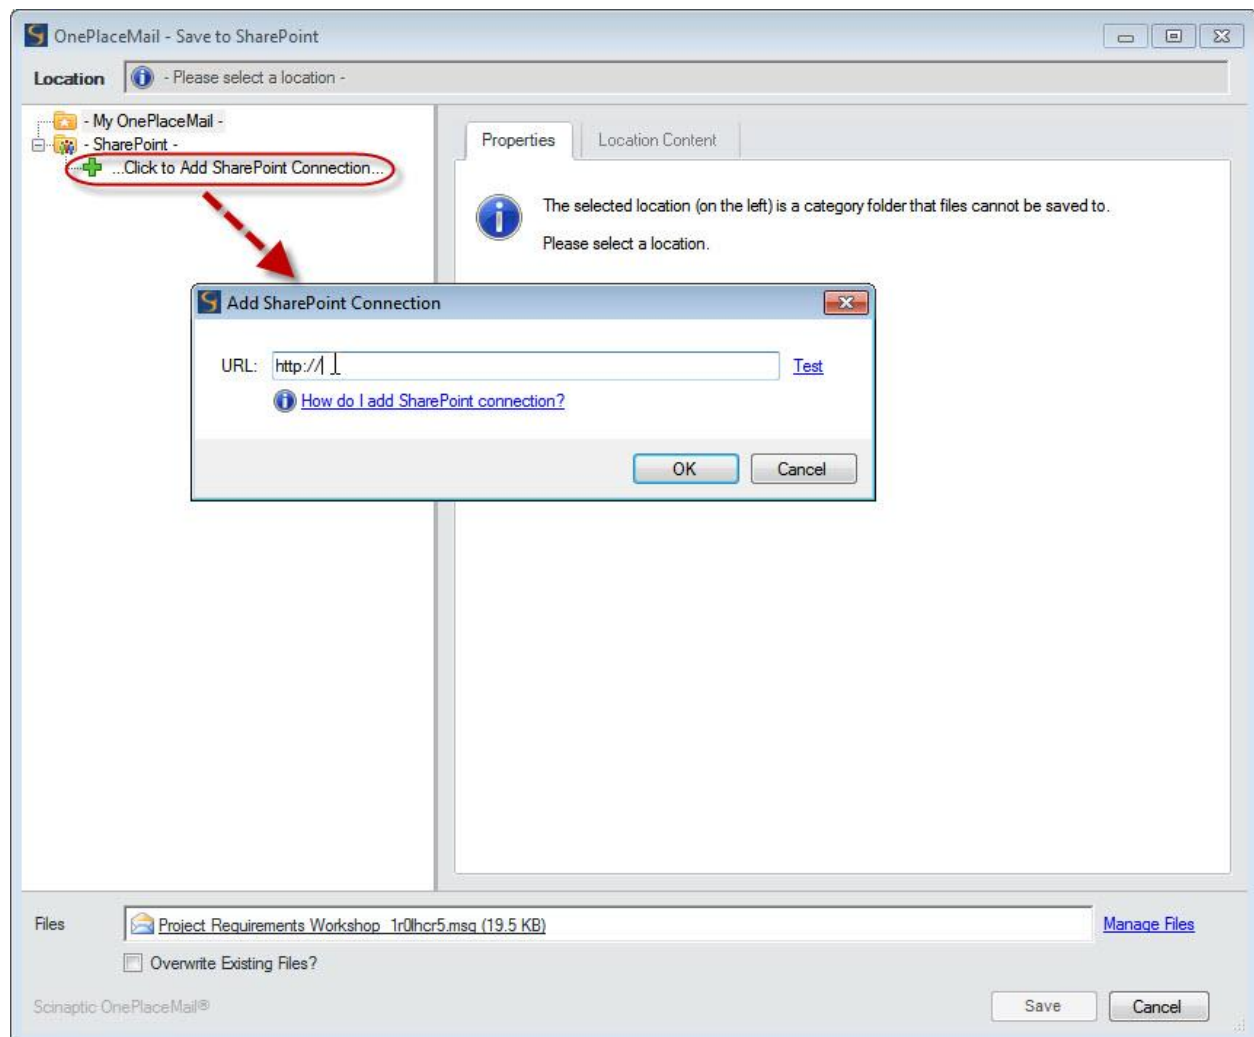 OnePlaceMail - Save to SharePoint
Location - Please select a location -
- My OnePlaceMail -
- SharePoint -
...Click to Add SharePoint Connection...
Properties Location Content
The selected location (on the left) is a category folder that files cannot be saved to.
Please select a location.
Add SharePoint Connection
URL: http:// Test
How do I add SharePoint connection?
OK Cancel
Files Project Requirements Workshop_1r0lhcr5.msg (19.5 KB) Manage Files
Overwrite Existing Files?
Scinaptic OnePlaceMail® Save Cancel